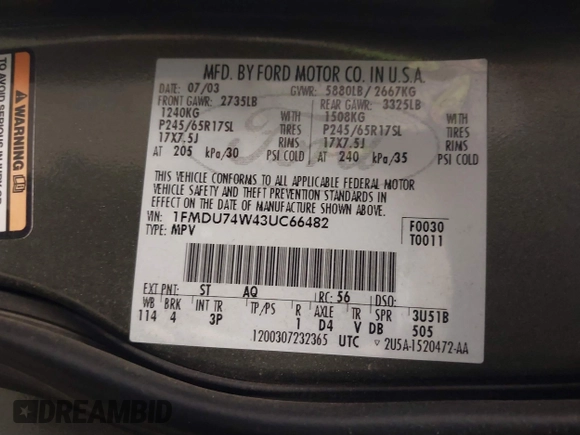 WARNING
TO AVOID SERIOUS INJURY
MFD. BY FORD MOTOR CO. IN U.S.A.
DATE: 07/03 GVWR: 5880LB/ 2667KG
FRONT GAWR: 2735LB REAR GAWR: 3325LB
1240KG WITH 1508KG WITH
P245/65R17SL TIRES P245/65R17SL TIRES
17X7.5J RIMS 17X7.5J RIMS
AT 205 kPa/30 PSI COLD AT 240 kPa/35 PSI COLD
THIS VEHICLE CONFORMS TO ALL APPLICABLE FEDERAL MOTOR
VEHICLE SAFETY AND THEFT PREVENTION STANDARDS IN
EFFECT ON THE DATE OF MANUFACTURE SHOWN ABOVE.
VIN: 1FMDU74W43UC66482 F0030
TYPE: MPV T0011
EXT PNT: ST AQ RC: 56 DSO:
WB BRK INT TR TP/PS R AXLE TR SPR 3U51B
114 4 3P 1 D4 V DB 505
1200307232365 UTC 2U5A-1520472-AA
Ford
DREAMBID